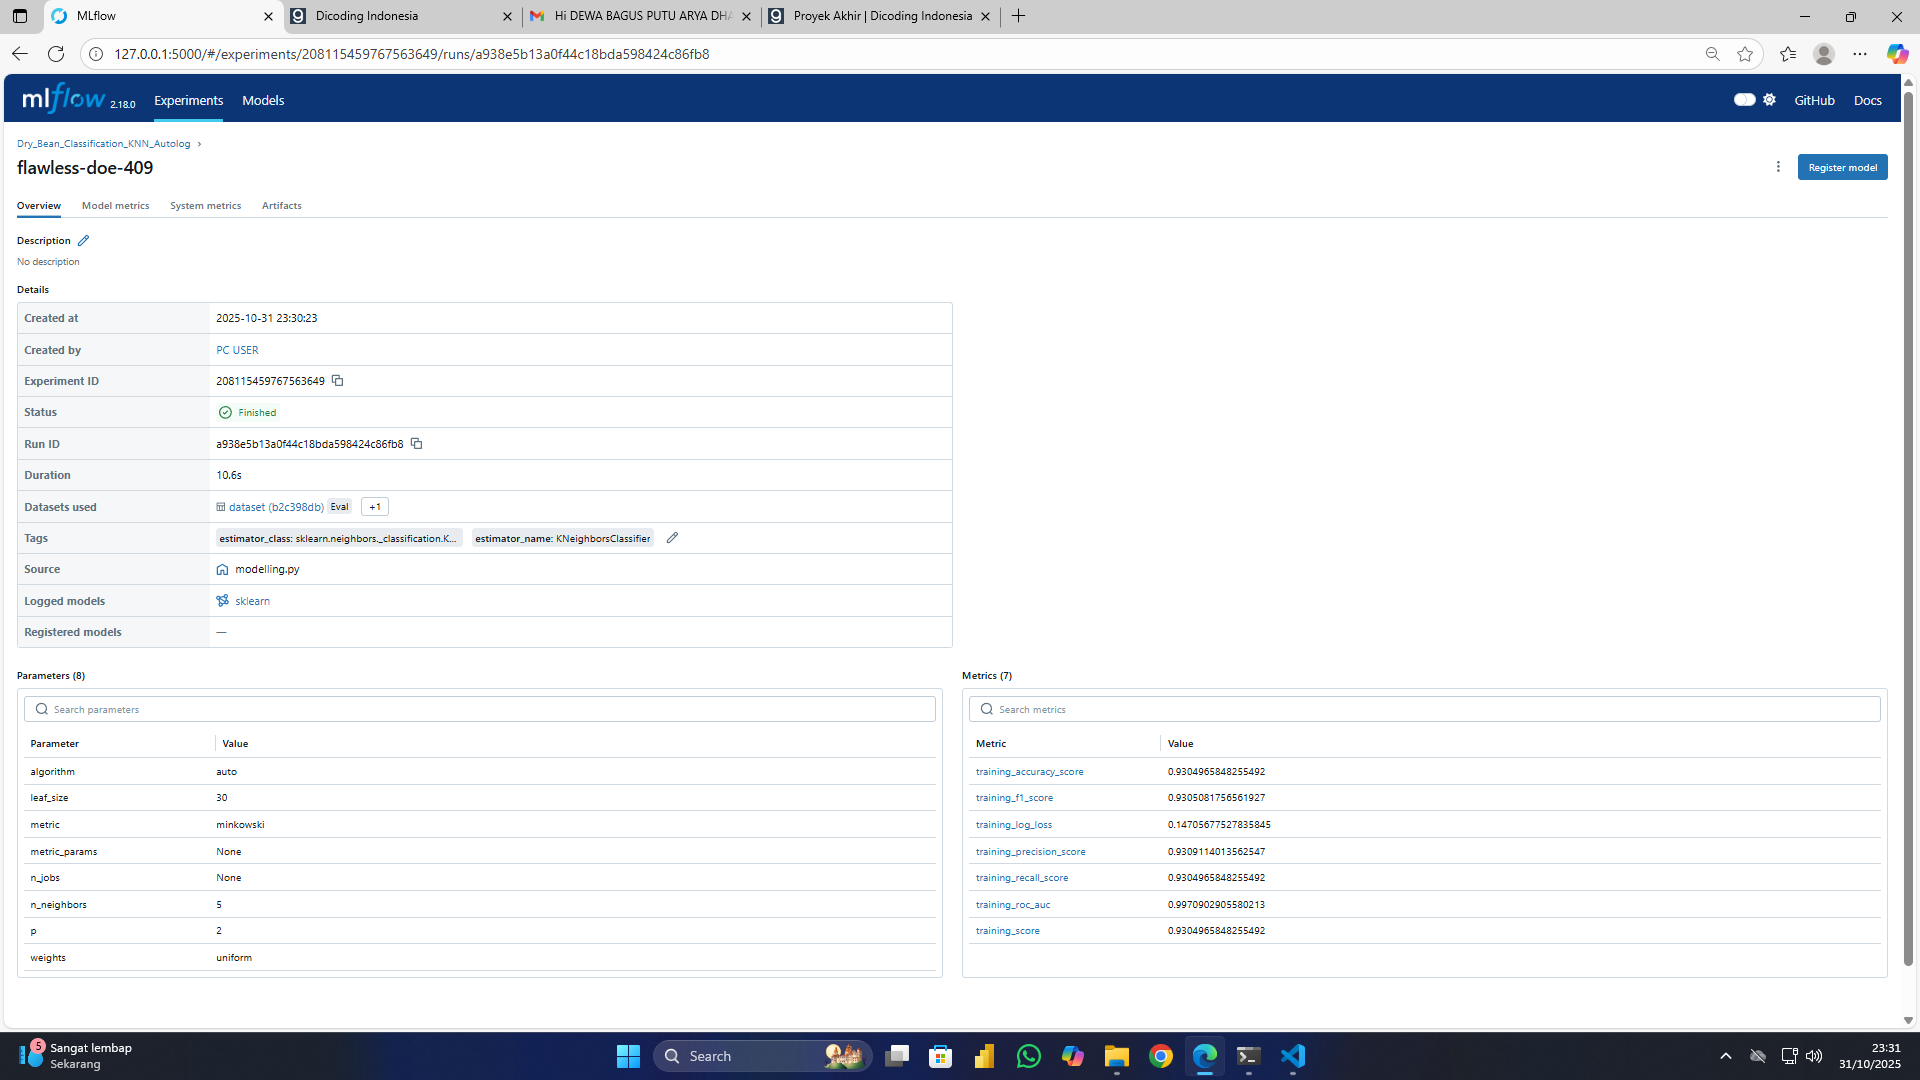 MLflow
Dicoding Indonesia
Hi DEWA BAGUS PUTU ARYA DHA
Proyek Akhir | Dicoding Indonesia
127.0.0.1:5000/#/experiments/208115459767563649/runs/a938e5b13a0f44c18bda598424c86fb8
mlflow 2.18.0 Experiments Models GitHub Docs
Dry_Bean_Classification_KNN_Autolog
flawless-doe-409
Register model
Overview Model metrics System metrics Artifacts
Description
No description
Details
Created at 2025-10-31 23:30:23
Created by PC USER
Experiment ID 208115459767563649
Status Finished
Run ID a938e5b13a0f44c18bda598424c86fb8
Duration 10.6s
Datasets used dataset (b2c398db) Eval +1
Tags estimator_class: sklearn.neighbors._classification.K... estimator_name: KNeighborsClassifier
Source modelling.py
Logged models sklearn
Registered models —
Parameters (8)
Search parameters
Parameter Value
algorithm auto
leaf_size 30
metric minkowski
metric_params None
n_jobs None
n_neighbors 5
p 2
weights uniform
Metrics (7)
Search metrics
Metric Value
training_accuracy_score 0.9304965848255492
training_f1_score 0.9305081756561927
training_log_loss 0.14705677527835845
training_precision_score 0.9309114013562547
training_recall_score 0.9304965848255492
training_roc_auc 0.9970902905580213
training_score 0.9304965848255492
5
Sangat lembap
Sekarang
Search
23:31
31/10/2025